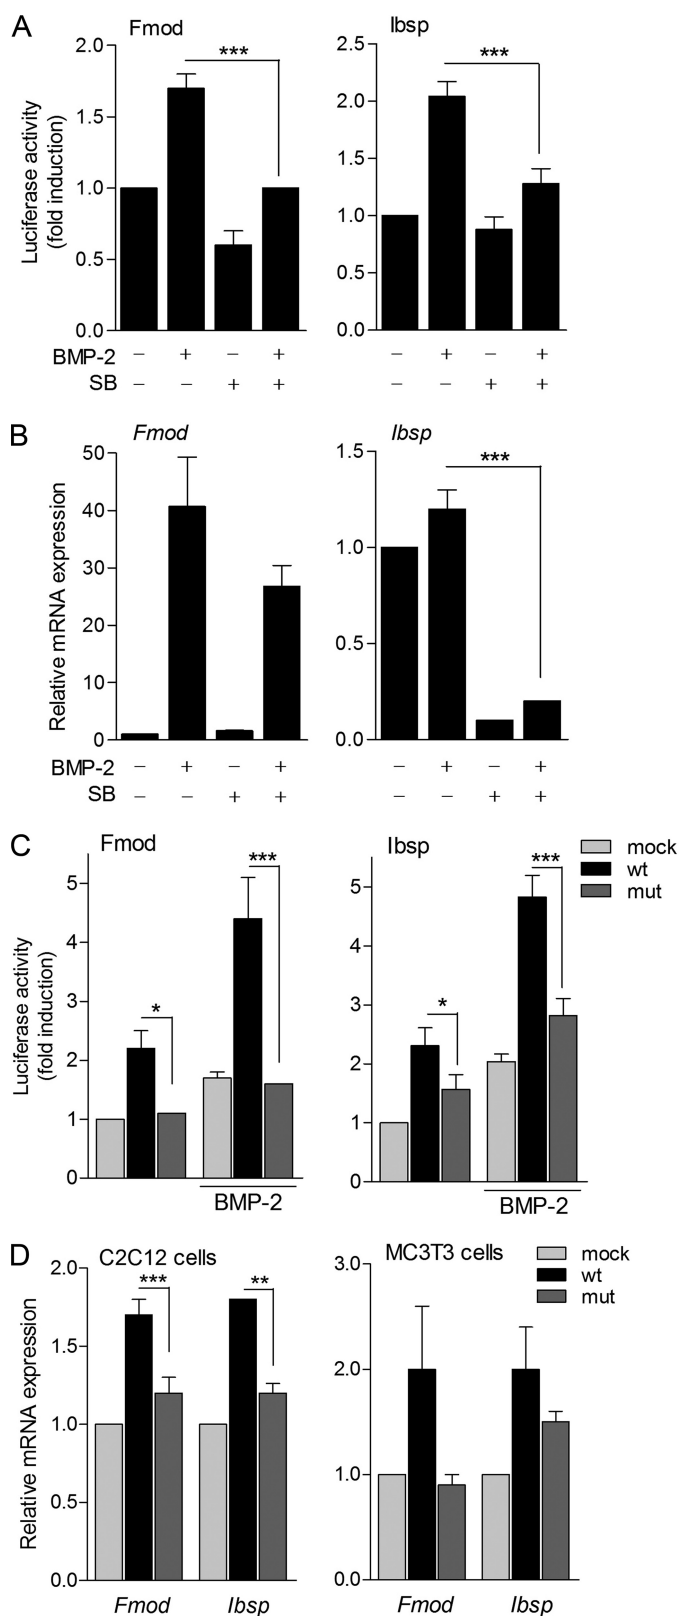 A
Fmod
Ibsp
Luciferase activity
(fold induction)
2.0
1.5
1.0
0.5
0.0
***
2.5
2.0
1.5
1.0
0.5
0.0
***
BMP-2 – + – + – + – +
SB – – + + – – + +
B
Fmod
Ibsp
Relative mRNA expression
50
40
30
20
10
0
1.5
1.0
0.5
0.0
***
BMP-2 – + – + – + – +
SB – – + + – – + +
C
Fmod
Ibsp
mock
wt
mut
Luciferase activity
(fold induction)
5
4
3
2
1
0
*
***
BMP-2
5
4
3
2
1
0
*
***
BMP-2
D
C2C12 cells
MC3T3 cells
mock
wt
mut
Relative mRNA expression
2.0
1.5
1.0
0.5
0.0
***
**
Fmod Ibsp
3.0
2.0
1.0
0.0
Fmod Ibsp